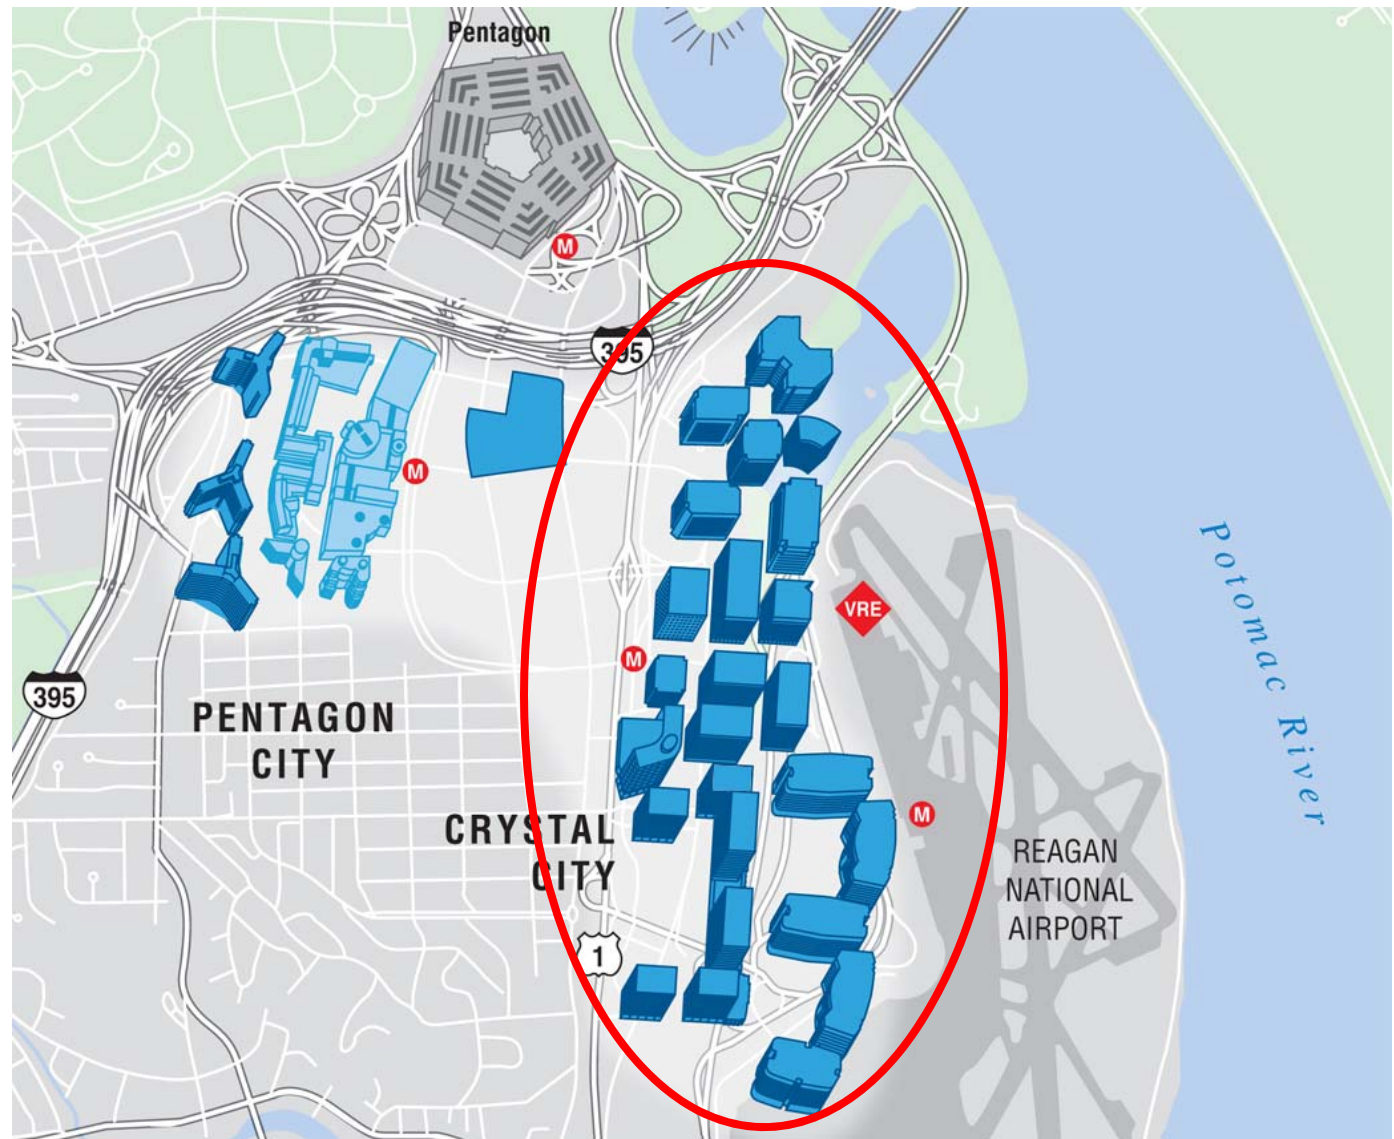 Pentagon
M
395
M
VRE
M
395
PENTAGON
CITY
Potomac River
M
CRYSTAL
CITY
REAGAN
NATIONAL
AIRPORT
1